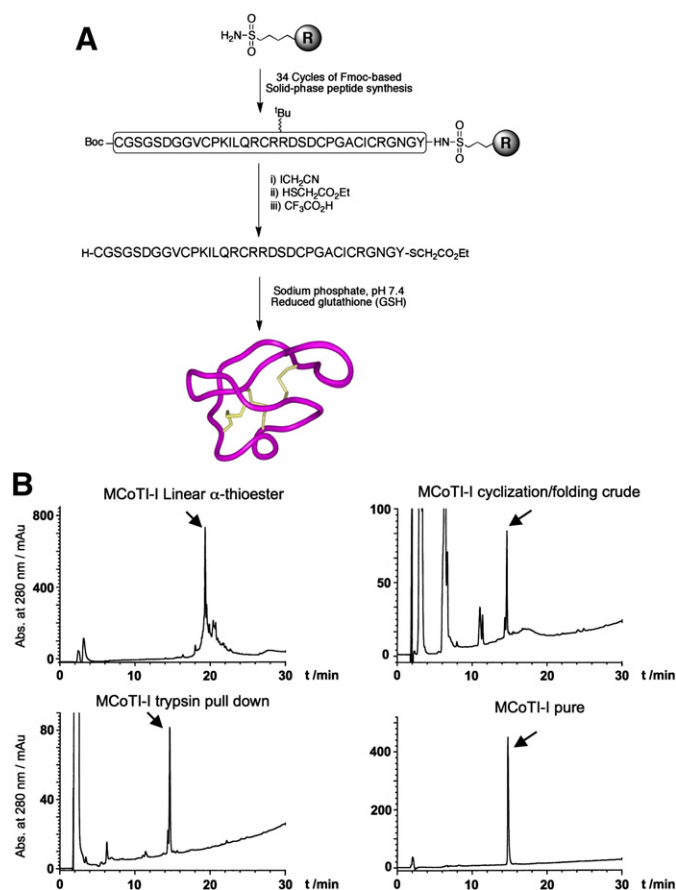 A
H₂N
O
S
O
R
34 Cycles of Fmoc-based
Solid-phase peptide synthesis
ᵗBu
Boc
CGSGSDGGVCPKILQRCRRDSDCPGACICRGNGY
HN
O
S
O
R
i) ICH₂CN
ii) HSCH₂CO₂Et
iii) CF₃CO₂H
H-CGSGSDGGVCPKILQRCRRDSDCPGACICRGNGY-SCH₂CO₂Et
Sodium phosphate, pH 7.4
Reduced glutathione (GSH)
B
MCoTI-I Linear α-thioester
Abs. at 280 nm / mAu
800
400
0
0 10 20 30
t /min
MCoTI-I cyclization/folding crude
100
50
0
0 10 20 30
t /min
MCoTI-I trypsin pull down
Abs. at 280 nm / mAu
80
40
0
0 10 20 30
t /min
MCoTI-I pure
400
200
0
0 10 20 30
t /min